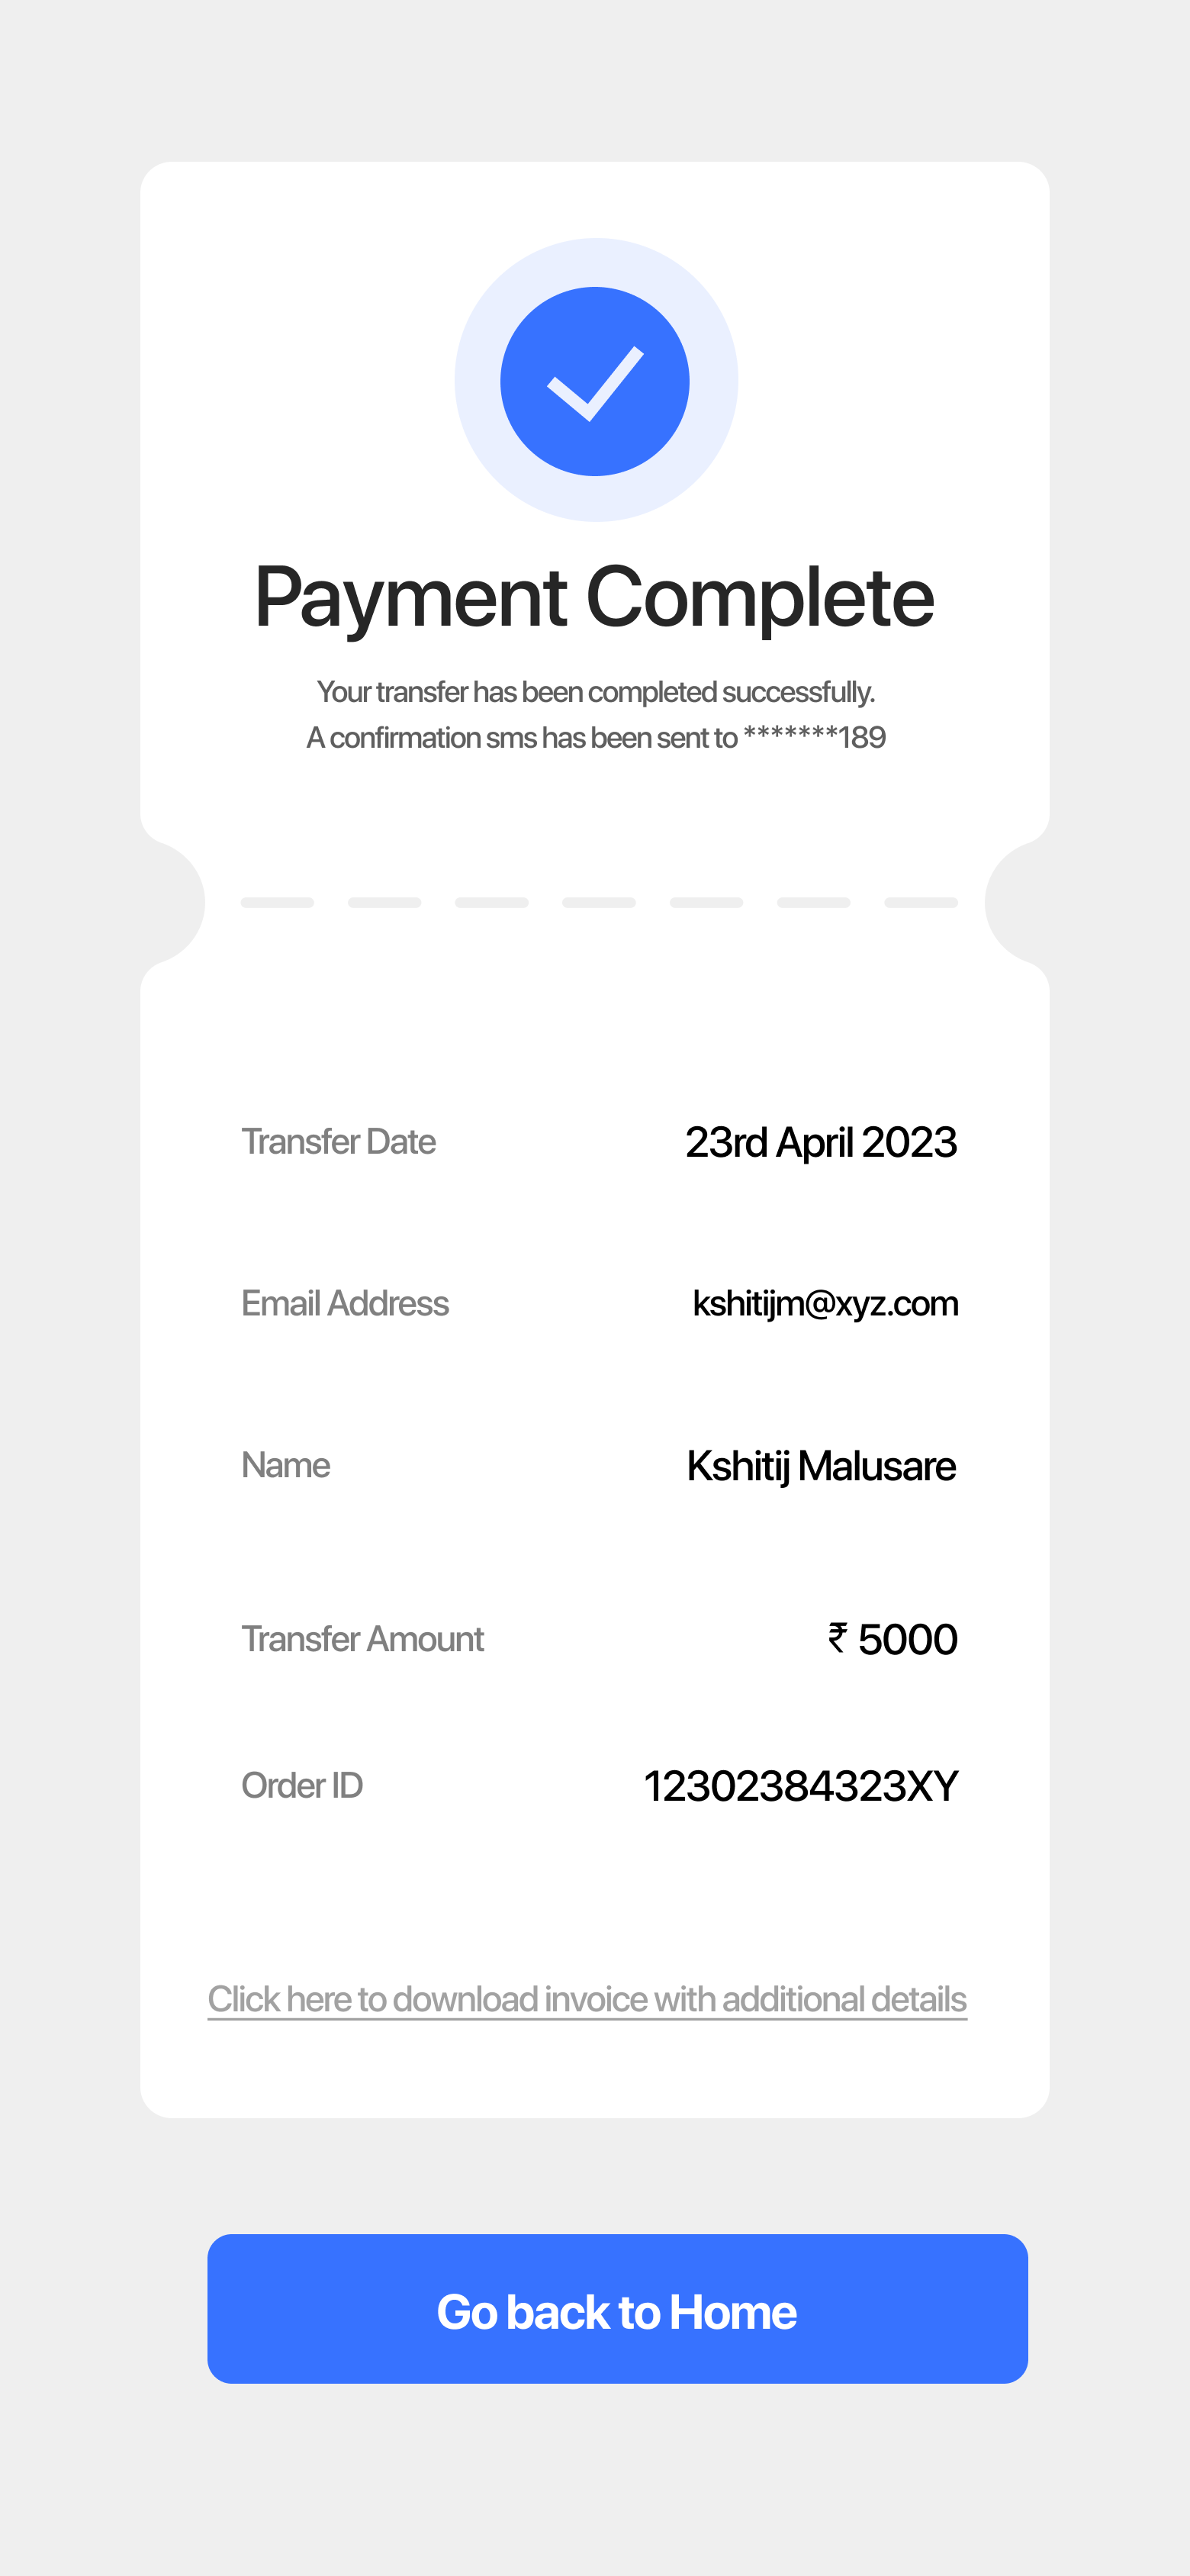 Payment Complete
Your transfer has been completed successfully.
A confirmation sms has been sent to *******189
Transfer Date 23rd April 2023
Email Address kshitijm@xyz.com
Name Kshitij Malusare
Transfer Amount ₹ 5000
Order ID 12302384323XY
Click here to download invoice with additional details
Go back to Home